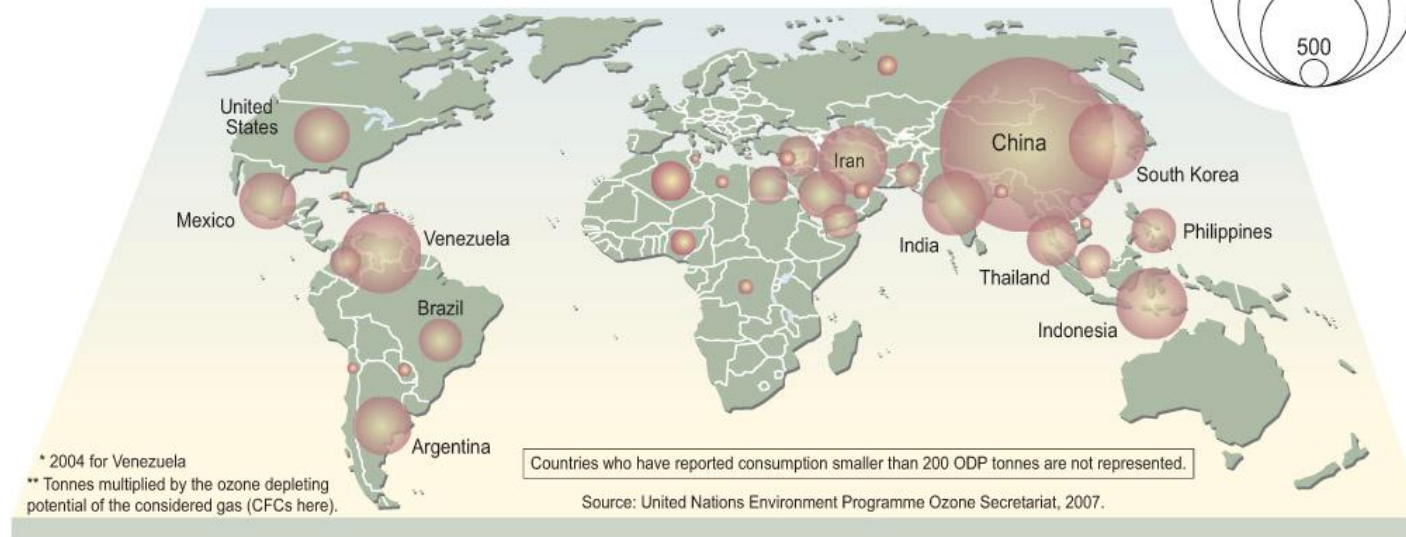 500
United
States
China
Iran
South Korea
Mexico
Venezuela
India
Philippines
Thailand
Brazil
Indonesia
Argentina
* 2004 for Venezuela
** Tonnes multiplied by the ozone depleting
potential of the considered gas (CFCs here).
Countries who have reported consumption smaller than 200 ODP tonnes are not represented.
Source: United Nations Environment Programme Ozone Secretariat, 2007.